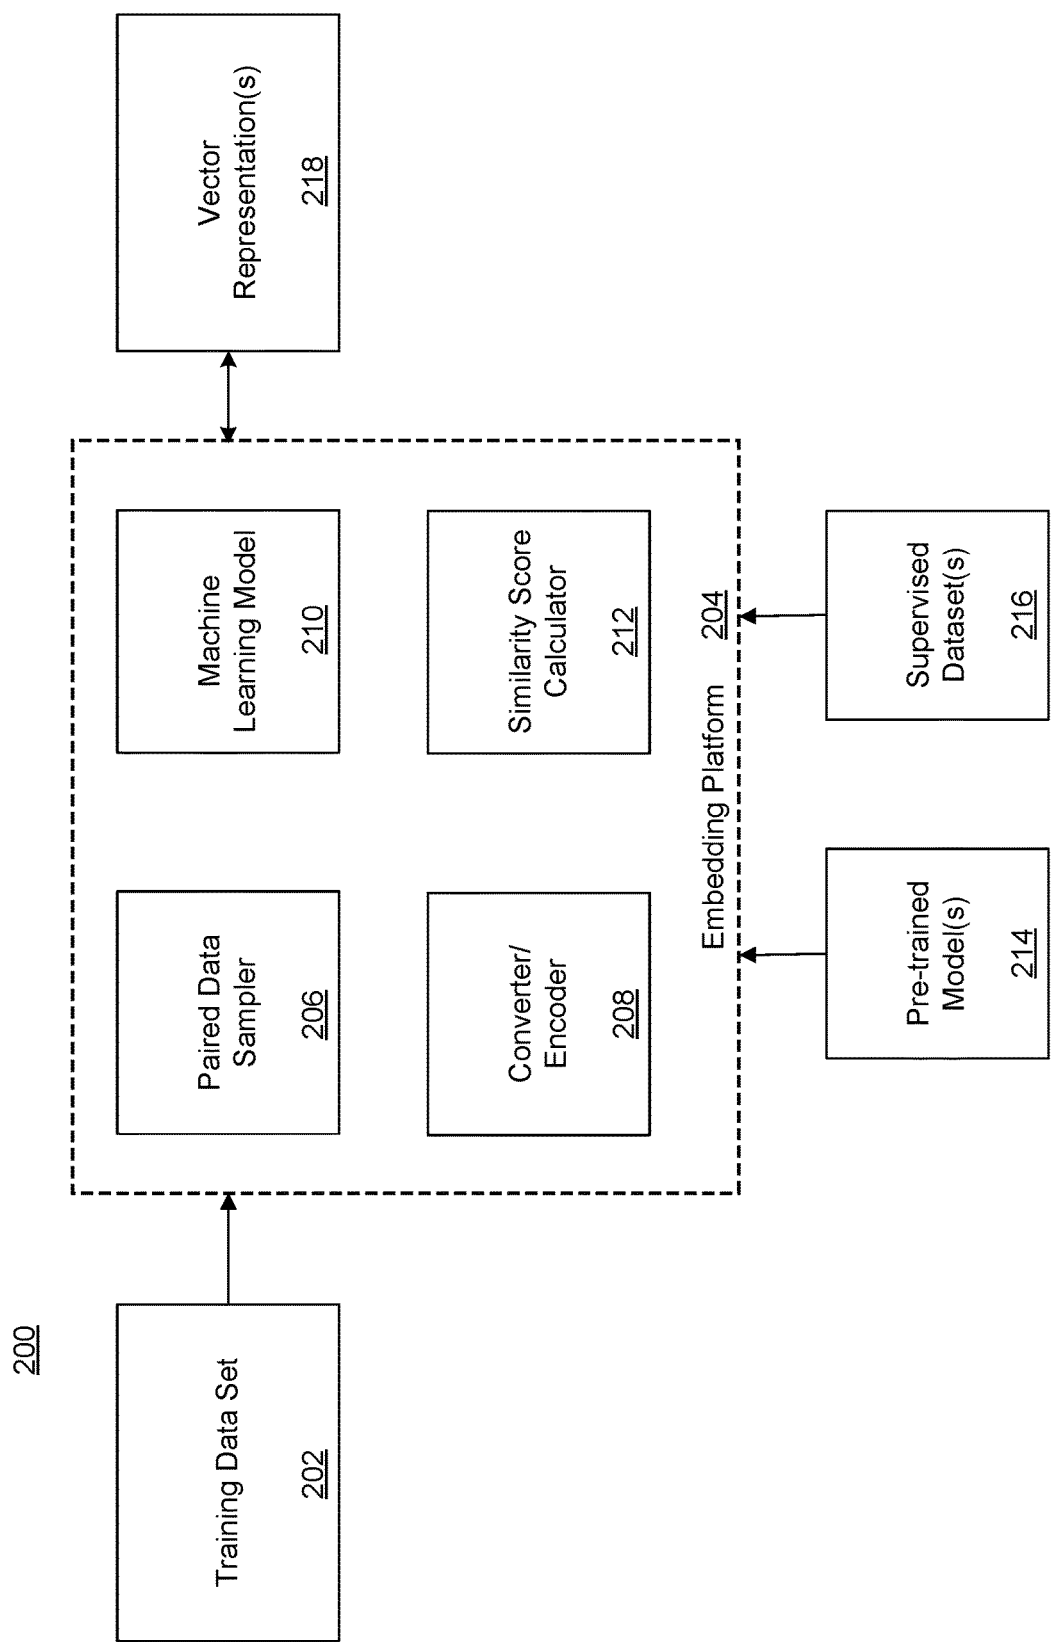 200
Training Data Set
202
Paired Data
Sampler
206
Machine
Learning Model
210
Converter/
Encoder
208
Similarity Score
Calculator
212
Embedding Platform 204
Vector
Representation(s)
218
Pre-trained
Model(s)
214
Supervised
Dataset(s)
216